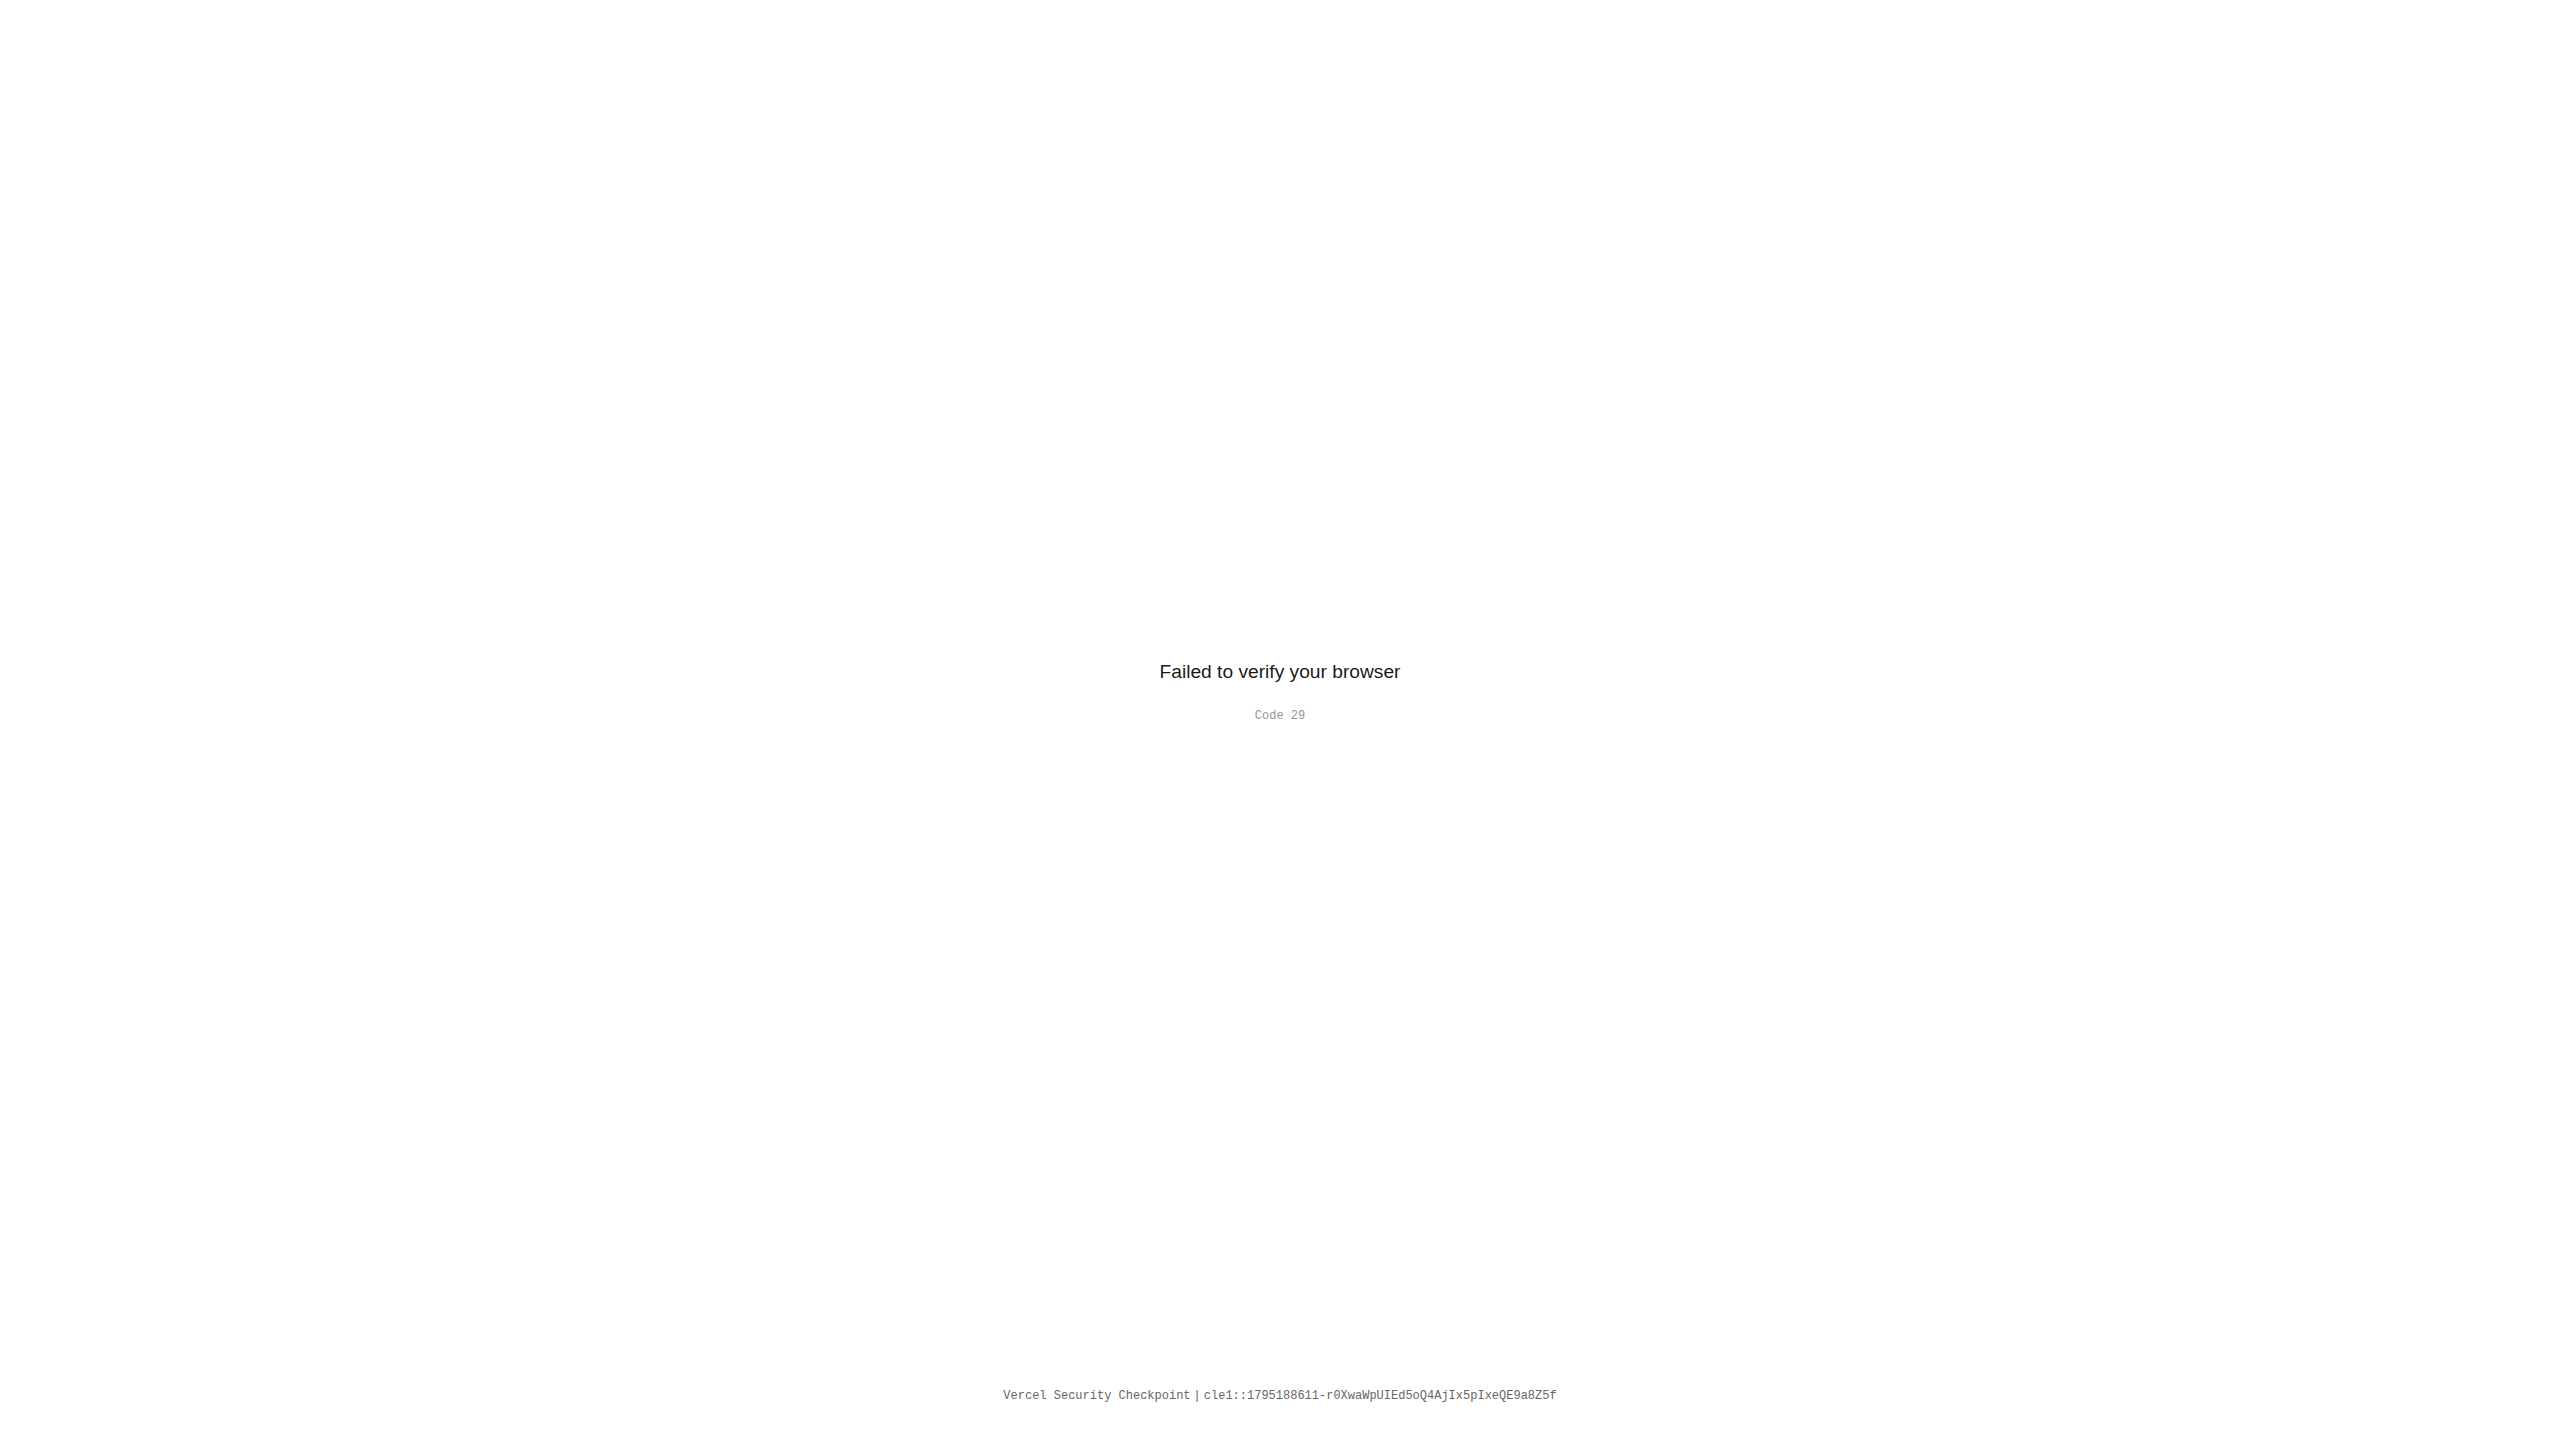 Failed to verify your browser
Code 29
Vercel Security Checkpoint | cle1::1795188611-r0XwaWpUIEd5oQ4AjIx5pIxeQE9a8Z5f